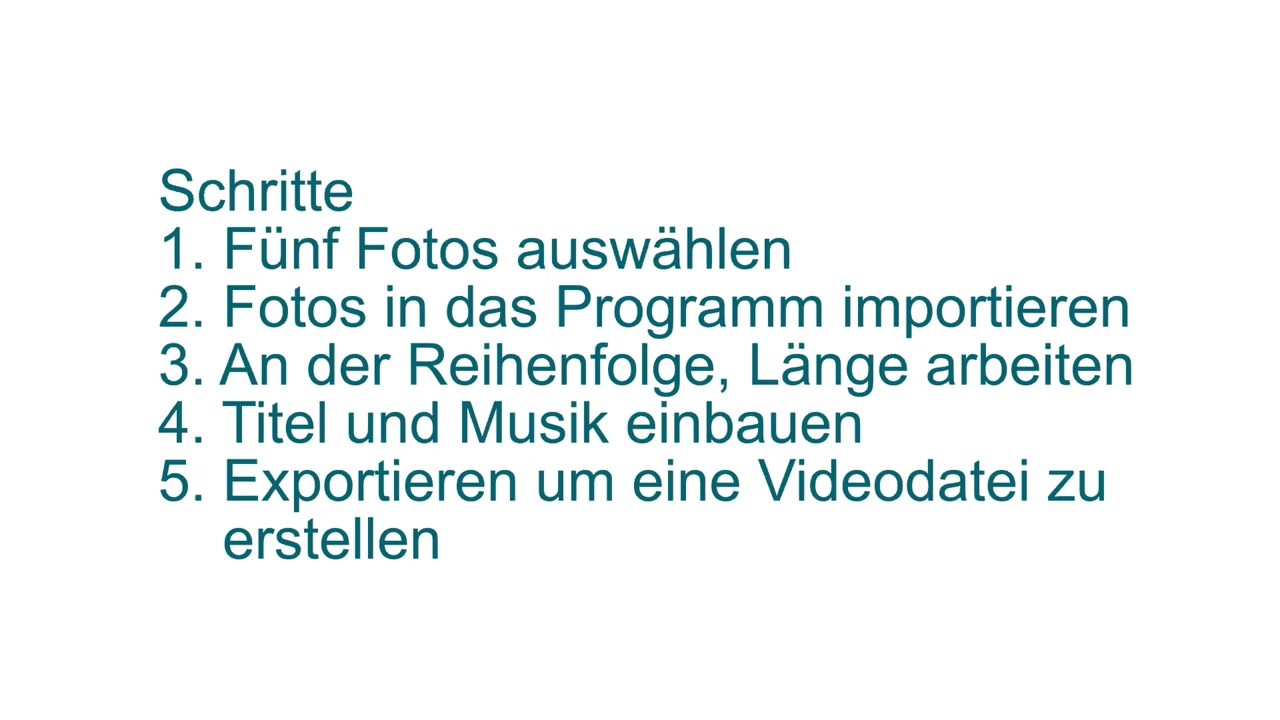 Schritte
1. Fünf Fotos auswählen
2. Fotos in das Programm importieren
3. An der Reihenfolge, Länge arbeiten
4. Titel und Musik einbauen
5. Exportieren um eine Videodatei zu
erstellen